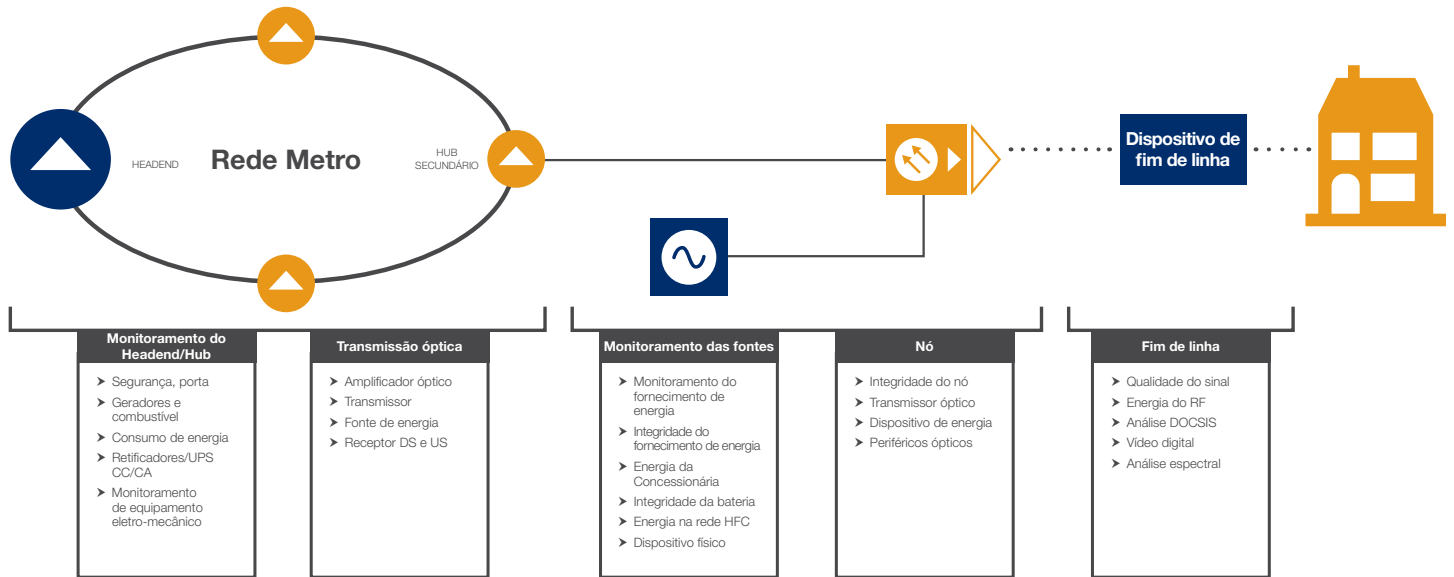 HEADEND
Rede Metro
HUB
SECUNDÁRIO
Dispositivo de
fim de linha
Monitoramento do
Headend/Hub
➤ Segurança, porta
➤ Geradores e
combustível
➤ Consumo de energia
➤ Retificadores/UPS
CC/CA
➤ Monitoramento
de equipamento
eletro-mecânico
Transmissão óptica
➤ Amplificador óptico
➤ Transmissor
➤ Fonte de energia
➤ Receptor DS e US
Monitoramento das fontes
➤ Monitoramento do
fornecimento de
energia
➤ Integridade do
fornecimento de energia
➤ Energia da
Concessionária
➤ Integridade da bateria
➤ Energia na rede HFC
➤ Dispositivo físico
Nó
➤ Integridade do nó
➤ Transmissor óptico
➤ Dispositivo de energia
➤ Periféricos ópticos
Fim de linha
➤ Qualidade do sinal
➤ Energia do RF
➤ Análise DOCSIS
➤ Vídeo digital
➤ Análise espectral